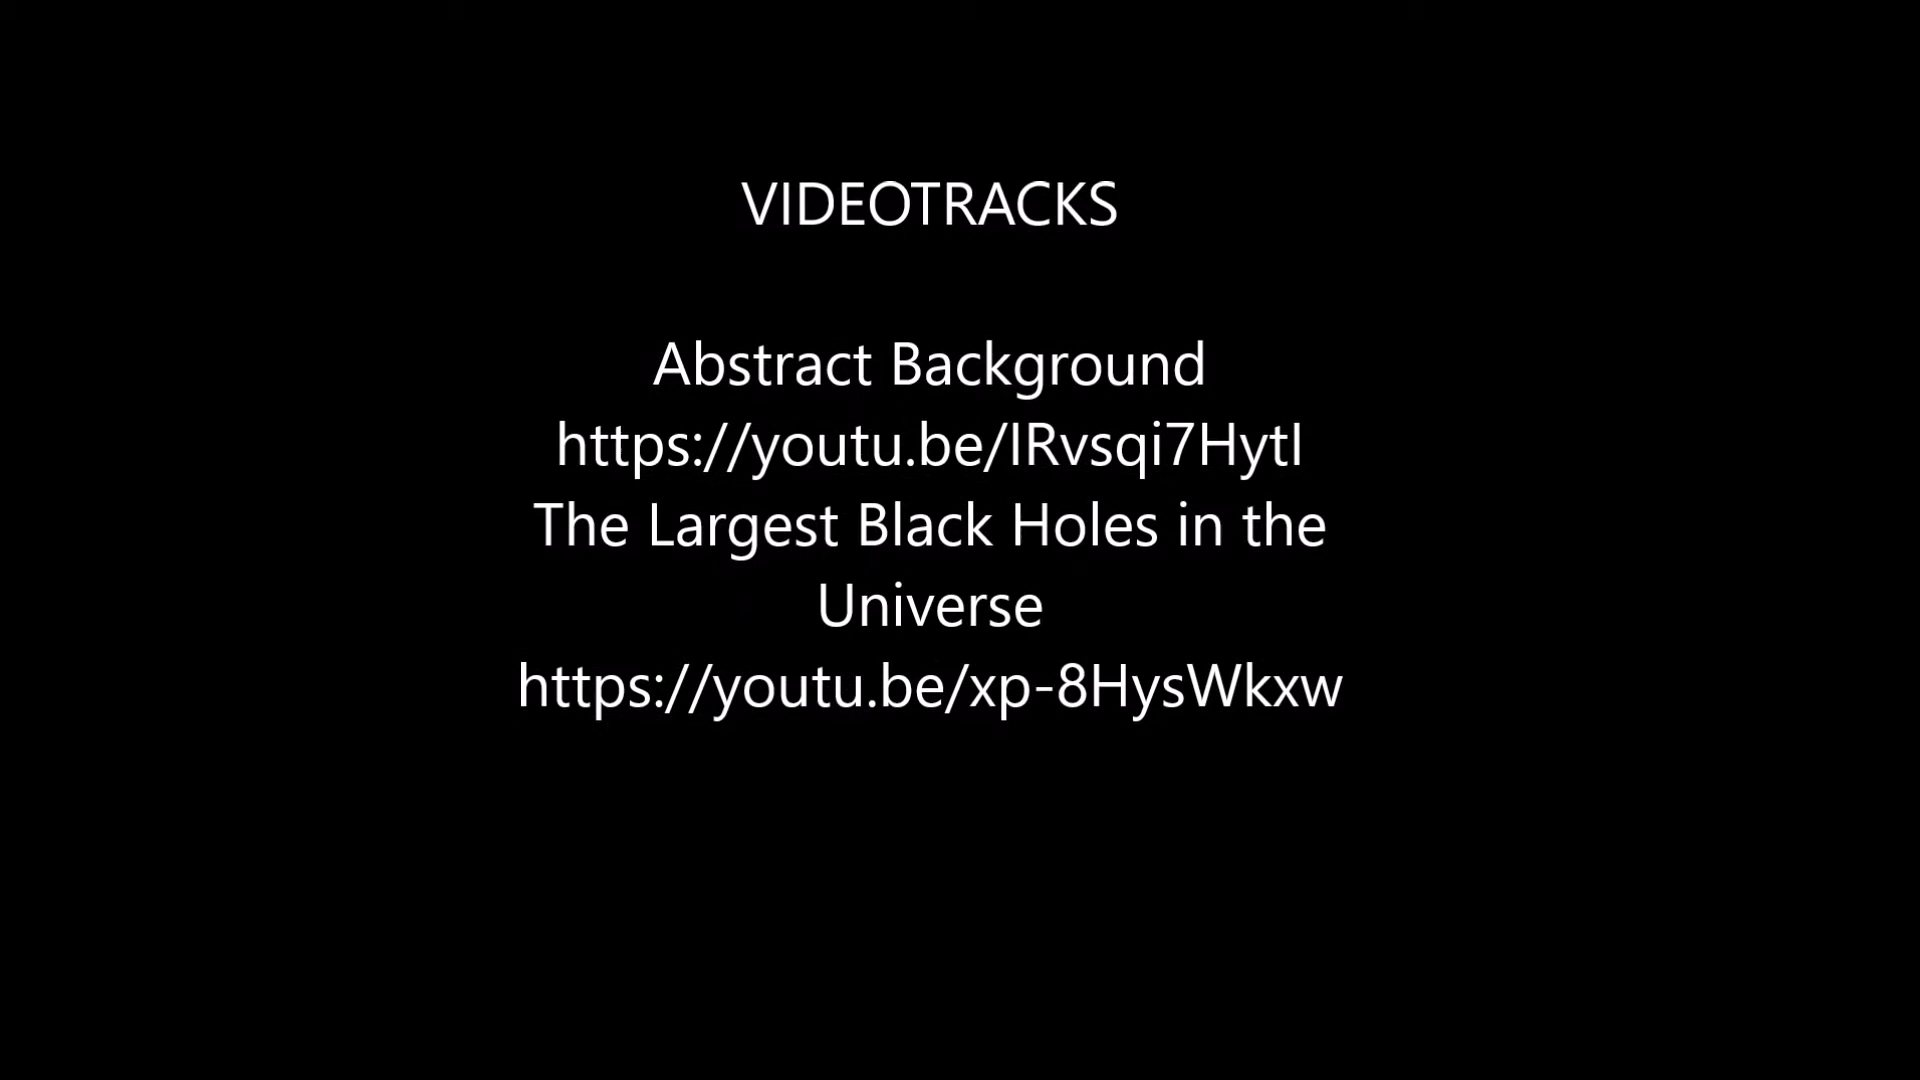 VIDEOTRACKS
Abstract Background
https://youtu.be/IRvsqi7HytI
The Largest Black Holes in the
Universe
https://youtu.be/xp-8HysWkxw